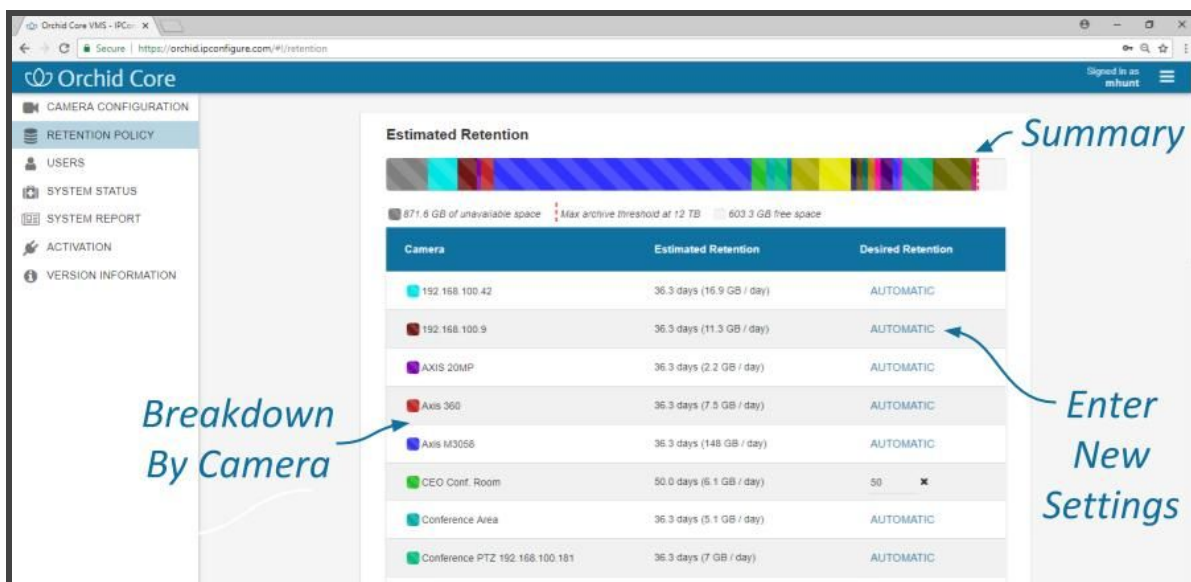 Orchid Core VMS - IPCon
Secure | https://orchid.ipconfigure.com/#!/retention
Orchid Core
Signed in as
mhunt
CAMERA CONFIGURATION
RETENTION POLICY
USERS
SYSTEM STATUS
SYSTEM REPORT
ACTIVATION
VERSION INFORMATION
Estimated Retention
Summary
871.6 GB of unavailable space Max archive threshold at 12 TB 603.3 GB free space
Camera Estimated Retention Desired Retention
192.168.100.42 36.3 days (16.9 GB / day) AUTOMATIC
192.168.100.9 36.3 days (11.3 GB / day) AUTOMATIC
AXIS 20MP 36.3 days (2.2 GB / day) AUTOMATIC
Axis 360 36.3 days (7.5 GB / day) AUTOMATIC
Axis M3058 36.3 days (148 GB / day) AUTOMATIC
CEO Conf. Room 50.0 days (6.1 GB / day) 50
Conference Area 36.3 days (5.1 GB / day) AUTOMATIC
Conference PTZ 192.168.100.181 36.3 days (7 GB / day) AUTOMATIC
Breakdown
By Camera
Enter
New
Settings